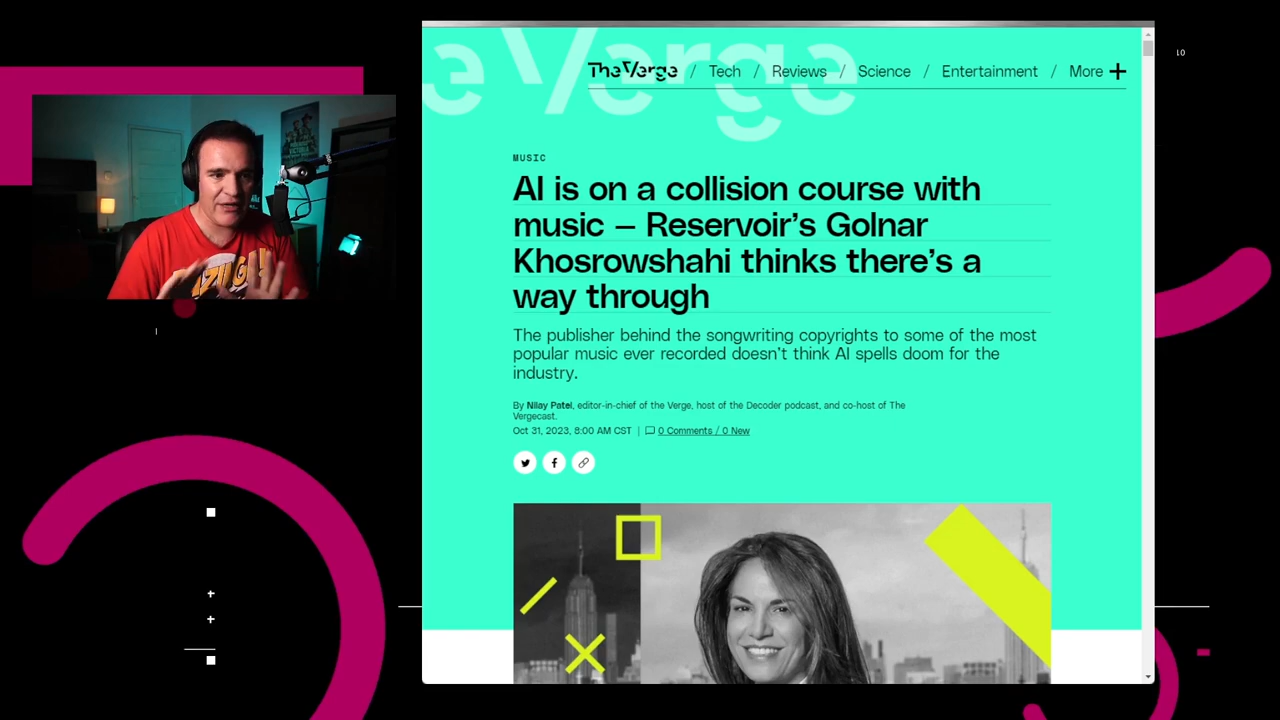 The Verge / Tech / Reviews / Science / Entertainment / More +
MUSIC
AI is on a collision course with
music – Reservoir's Golnar
Khosrowshahi thinks there's a
way through
The publisher behind the songwriting copyrights to some of the most
popular music ever recorded doesn't think AI spells doom for the
industry.
By Nilay Patel, editor-in-chief of the Verge, host of the Decoder podcast, and co-host of The
Vergecast.
Oct 31, 2023, 8:00 AM CST | 0 Comments / 0 New